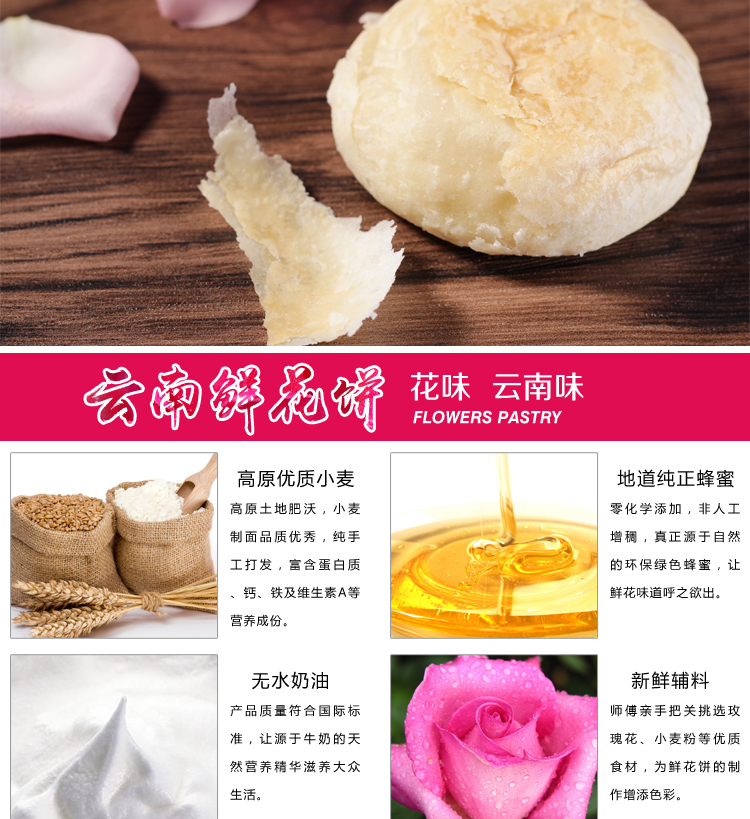 云南鲜花饼 花味 云南味
FLOWERS PASTRY
高原优质小麦
高原土地肥沃，小麦
制面品质优秀，纯手
工打发，富含蛋白质
、钙、铁及维生素A等
营养成份。
地道纯正蜂蜜
零化学添加，非人工
增稠，真正源于自然
的环保绿色蜂蜜，让
鲜花味道呼之欲出。
无水奶油
产品质量符合国际标
准，让源于牛奶的天
然营养精华滋养大众
生活。
新鲜辅料
师傅亲手把关挑选玫
瑰花、小麦粉等优质
食材，为鲜花饼的制
作增添色彩。